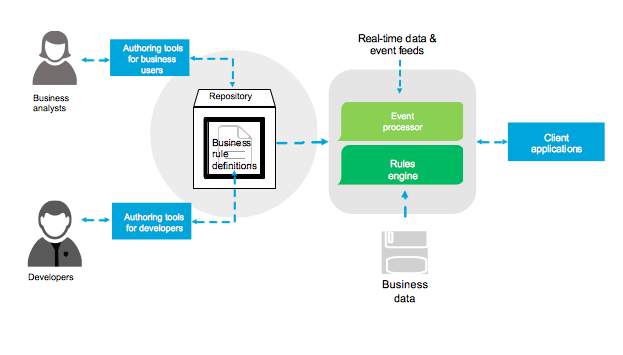 Business
analysts
Authoring tools
for business
users
Repository
Business
rule
definitions
Authoring tools
for developers
Developers
Real-time data &
event feeds
Event
processor
Rules
engine
Business
data
Client
applications